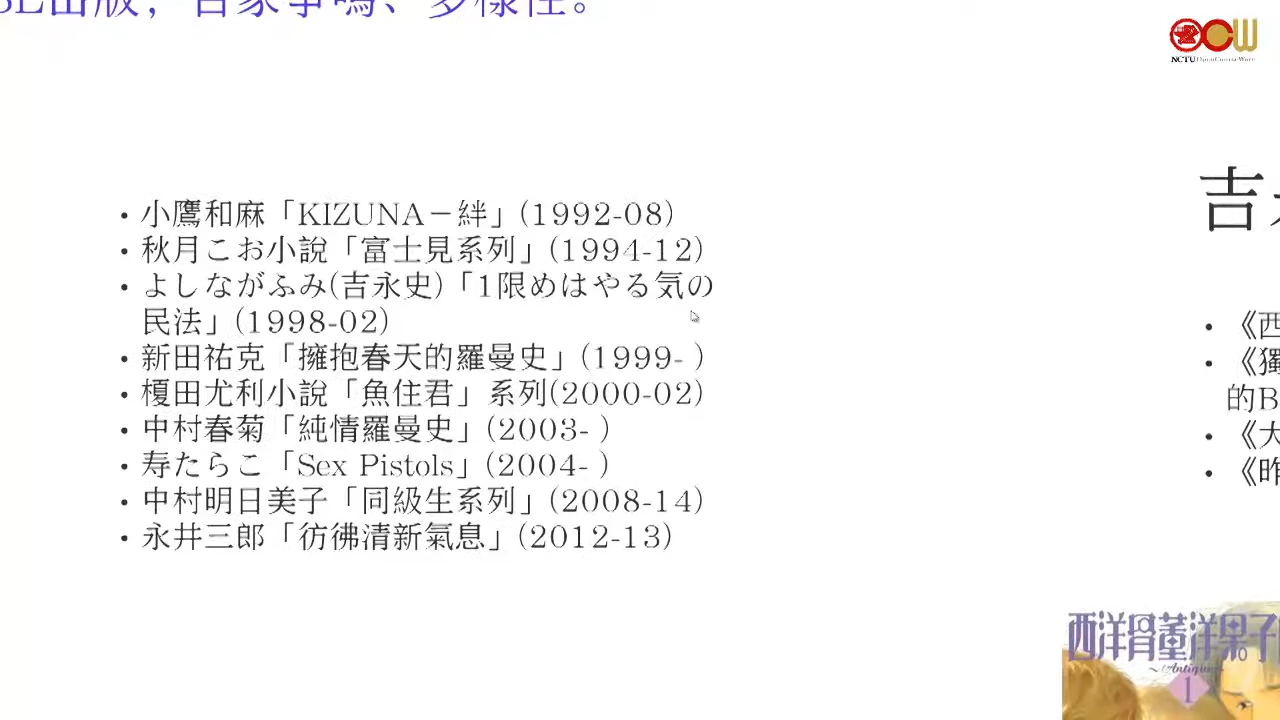 BL出版，百家爭鳴、多樣性。
NCTU OpenCourseWare
• 小鷹和麻「KIZUNA－絆」(1992-08)
• 秋月こお小說「富士見系列」(1994-12)
• よしながふみ(吉永史)「1限めはやる気の
民法」(1998-02)
• 新田祐克「擁抱春天的羅曼史」(1999- )
• 榎田尤利小說「魚住君」系列(2000-02)
• 中村春菊「純情羅曼史」(2003- )
• 寿たらこ「Sex Pistols」(2004- )
• 中村明日美子「同級生系列」(2008-14)
• 永井三郎「彷彿清新氣息」(2012-13)
吉
• 《西
• 《獨
的B
• 《大
• 《昨
西洋骨董洋果子
~Antique~
1